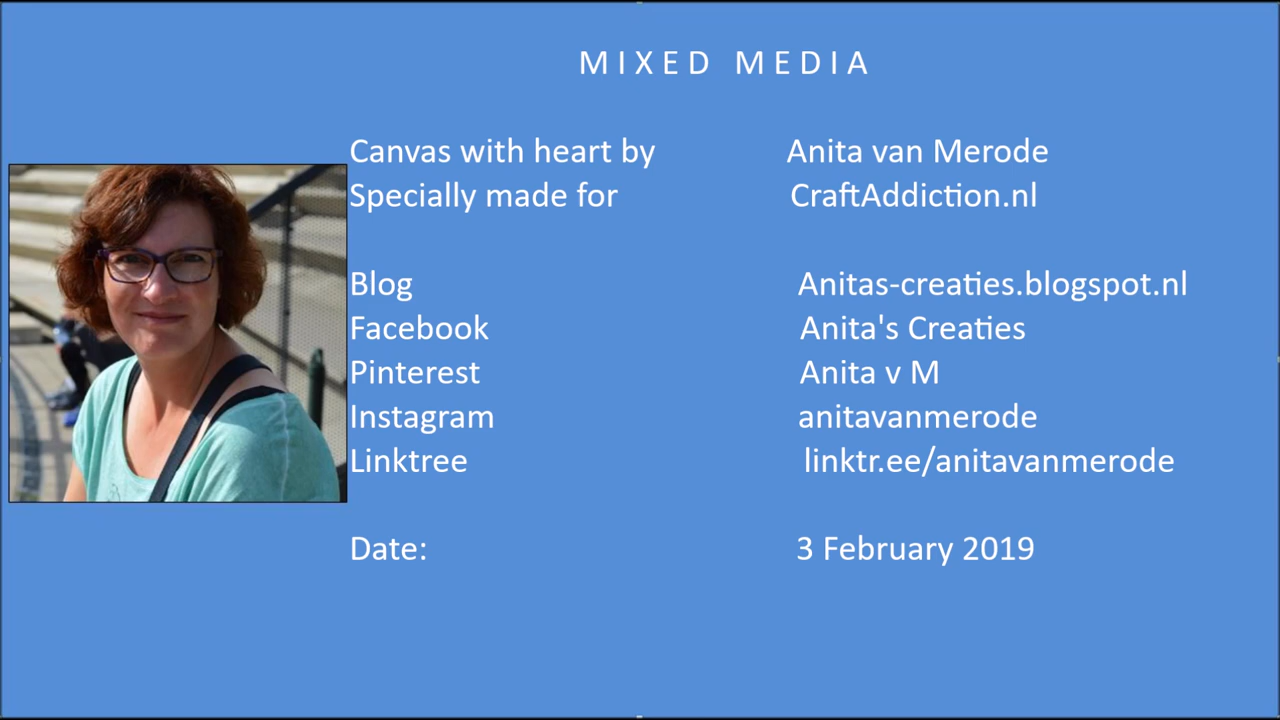 MIXED MEDIA
Canvas with heart by Anita van Merode
Specially made for CraftAddiction.nl
Blog Anitas-creaties.blogspot.nl
Facebook Anita's Creaties
Pinterest Anita v M
Instagram anitavanmerode
Linktree linktr.ee/anitavanmerode
Date: 3 February 2019